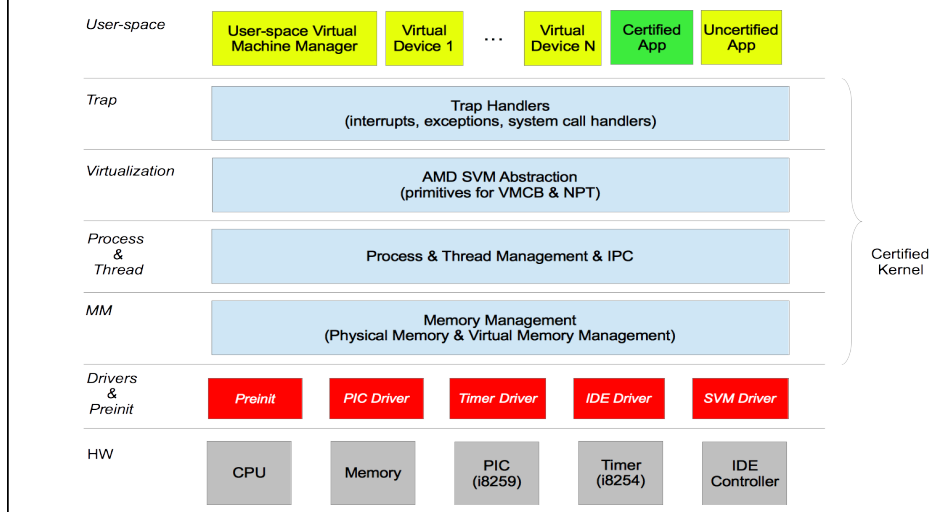 User-space
User-space Virtual
Machine Manager
Virtual
Device 1
...
Virtual
Device N
Certified
App
Uncertified
App
Trap
Trap Handlers
(interrupts, exceptions, system call handlers)
Virtualization
AMD SVM Abstraction
(primitives for VMCB & NPT)
Process
&
Thread
Process & Thread Management & IPC
Certified
Kernel
MM
Memory Management
(Physical Memory & Virtual Memory Management)
Drivers
&
Preinit
Preinit
PIC Driver
Timer Driver
IDE Driver
SVM Driver
HW
CPU
Memory
PIC
(i8259)
Timer
(i8254)
IDE
Controller